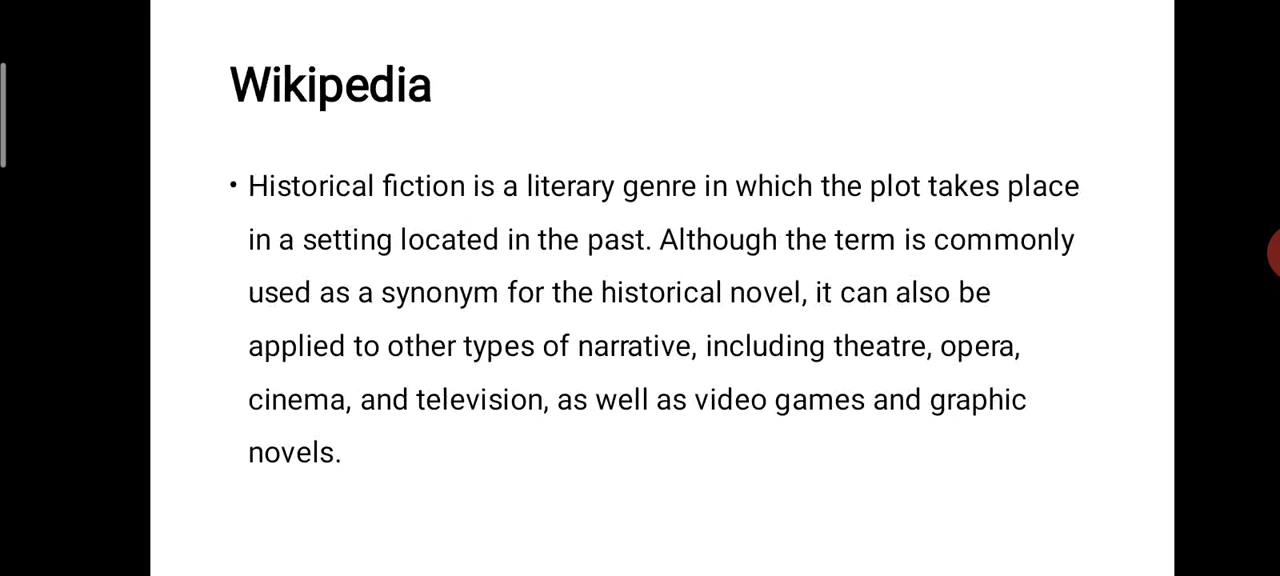 Wikipedia
• Historical fiction is a literary genre in which the plot takes place
in a setting located in the past. Although the term is commonly
used as a synonym for the historical novel, it can also be
applied to other types of narrative, including theatre, opera,
cinema, and television, as well as video games and graphic
novels.